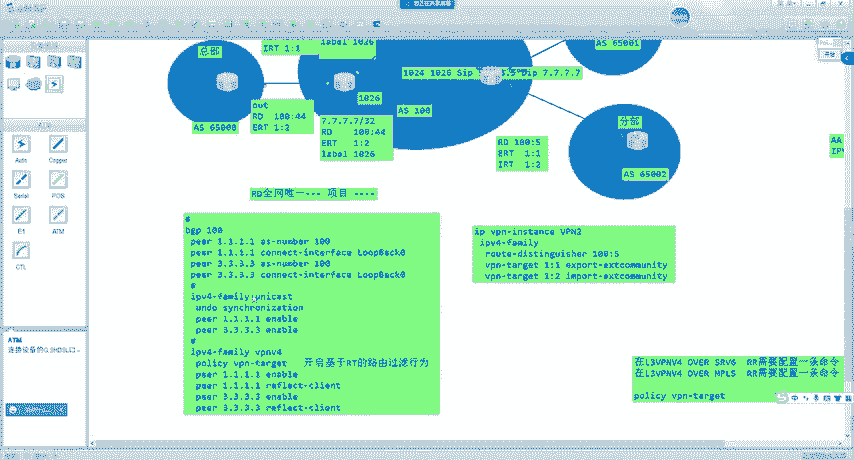 总部
IRT 1:1
label 1026
AS 65001
1024 1026 Sip
Dip 7.7.7.7
1026
AS 100
out
RD 100:44
ERT 1:2
7.7.7.7/32
RD 100:44
ERT 1:2
label 1026
AS 65000
分部
RD 100:5
ERT 1:1
IRT 1:2
AS 65002
RD全网唯一--- 项目 ----
#
bgp 100
peer 1.1.1.1 as-number 100
peer 1.1.1.1 connect-interface LoopBack0
peer 3.3.3.3 as-number 100
peer 3.3.3.3 connect-interface LoopBack0
#
ipv4-family unicast
undo synchronization
peer 1.1.1.1 enable
peer 3.3.3.3 enable
#
ipv4-family vpnv4
policy vpn-target 开启基于RT的路由过滤行为
peer 1.1.1.1 enable
peer 1.1.1.1 reflect-client
peer 3.3.3.3 enable
peer 3.3.3.3 reflect-client
ip vpn-instance VPN2
ipv4-family
route-distinguisher 100:5
vpn-target 1:1 export-extcommunity
vpn-target 1:2 import-extcommunity
AA
在L3VPNV4 OVER SRV6 RR需要配置一条命令
在L3VPNV4 OVER MPLS RR需要配置一条命令
policy vpn-target
Auto
Copper
Serial
POS
E1
ATM
CTL
ATM